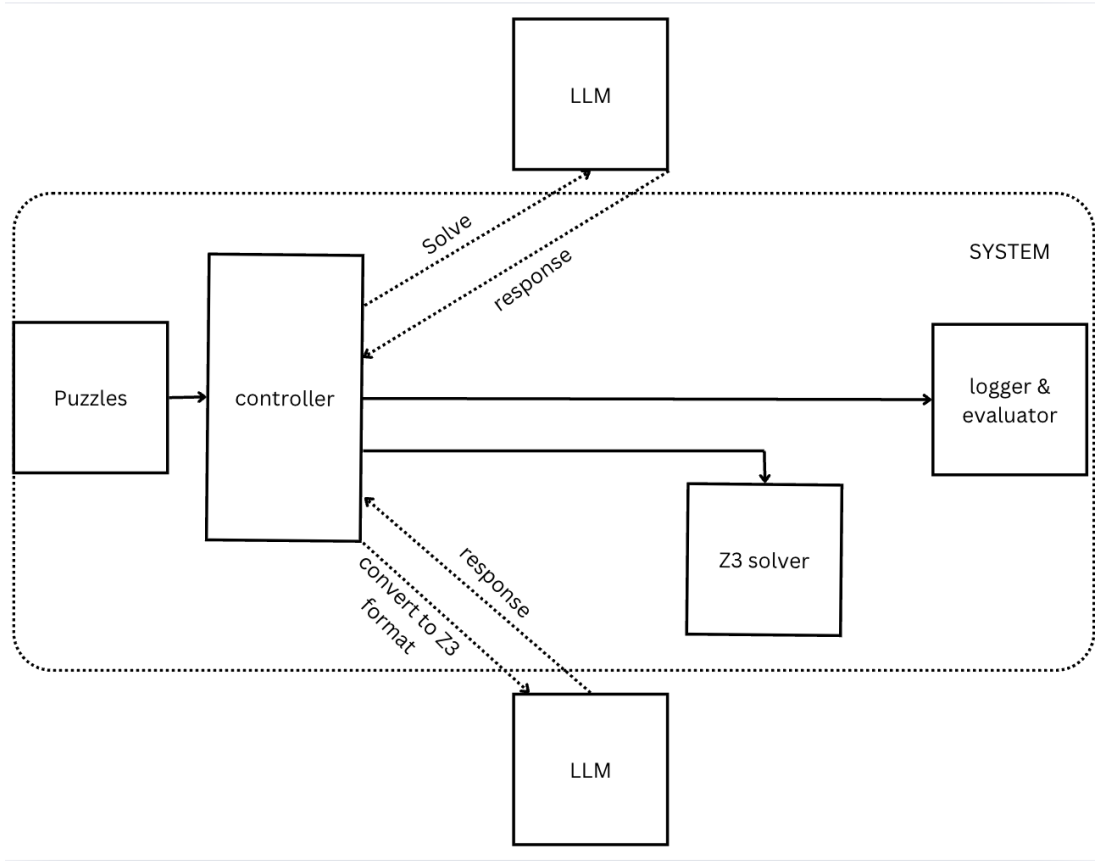 LLM
Solve
response
SYSTEM
Puzzles
controller
logger &
evaluator
Z3 solver
response
convert to Z3
format
LLM